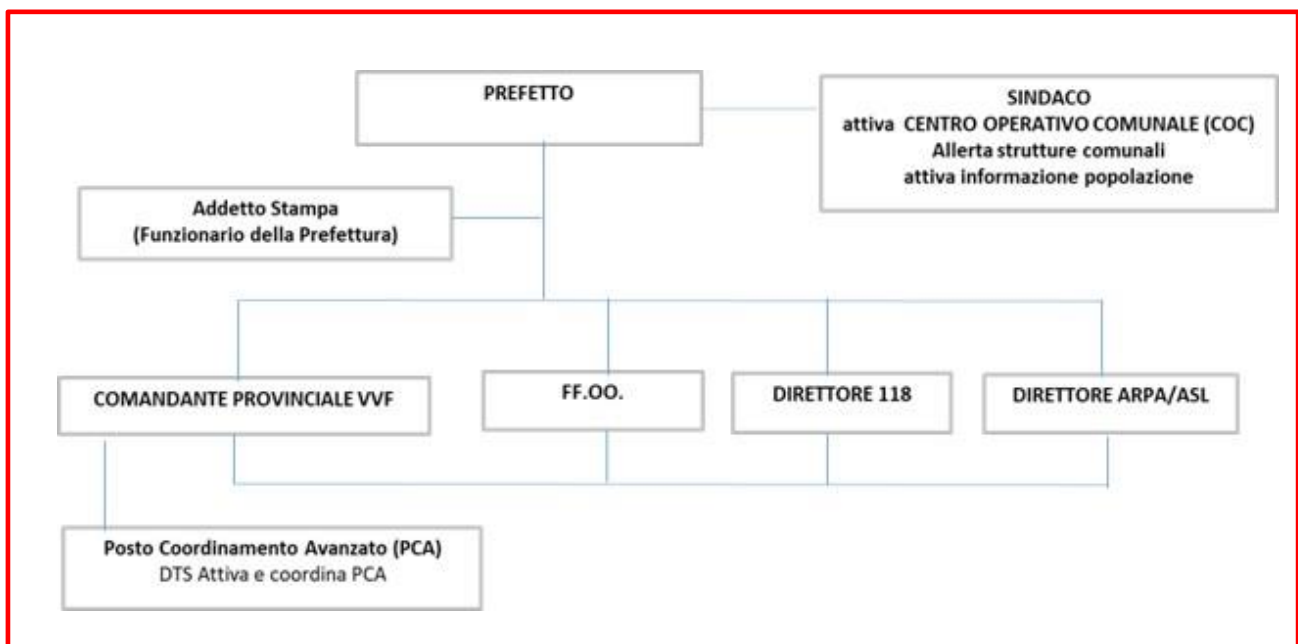 PREFETTO
SINDACO
attiva CENTRO OPERATIVO COMUNALE (COC)
Allerta strutture comunali
attiva informazione popolazione
Addetto Stampa
(Funzionario della Prefettura)
COMANDANTE PROVINCIALE VVF
FF.OO.
DIRETTORE 118
DIRETTORE ARPA/ASL
Posto Coordinamento Avanzato (PCA)
DTS Attiva e coordina PCA